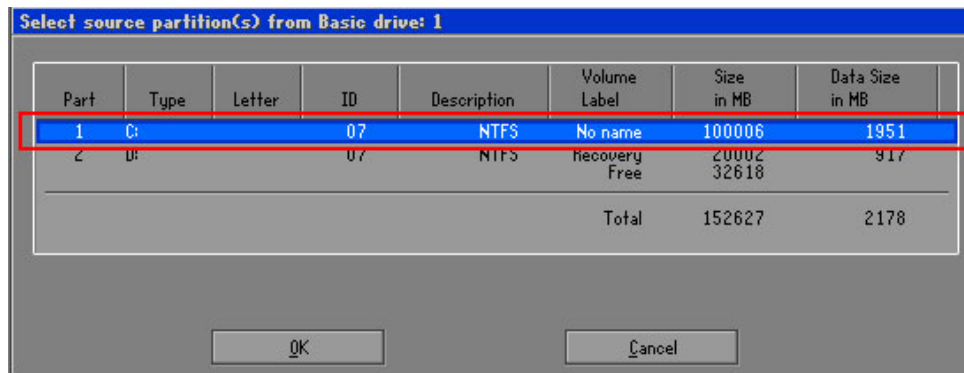 Select source partition(s) from Basic drive: 1
Part Type Letter ID Description Volume Label Size in MB Data Size in MB
1 C: 07 NTFS No name 100006 1951
2 D: 07 NTFS Recovery 20002 917
Free 32618
Total 152627 2178
OK Cancel